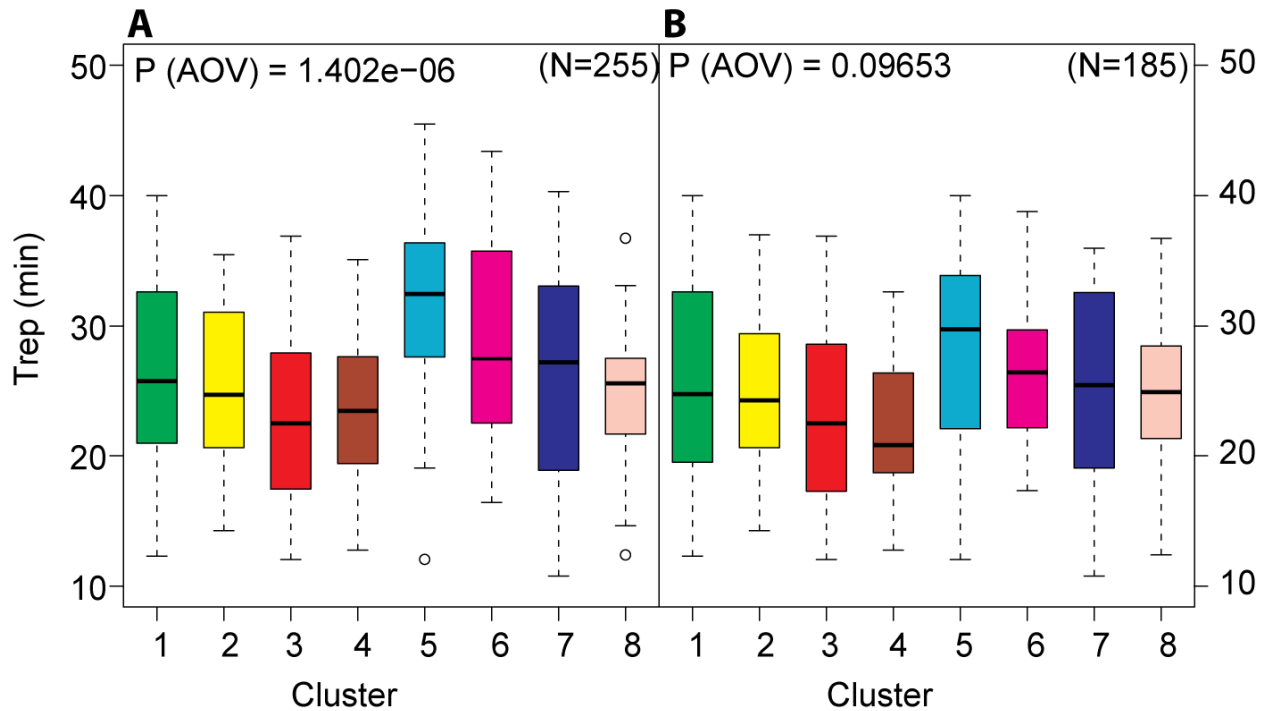 A B
P (AOV) = 1.402e−06 (N=255) P (AOV) = 0.09653 (N=185)
50 50
40 40
30 30
20 20
10 10
Trep (min)
1 2 3 4 5 6 7 8 1 2 3 4 5 6 7 8
Cluster Cluster